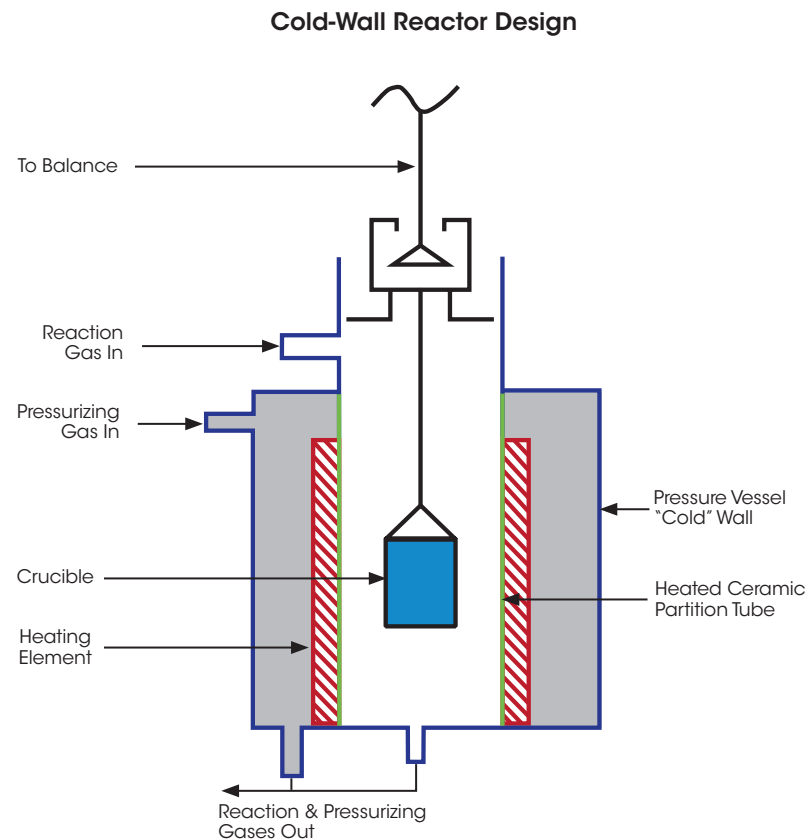 Cold-Wall Reactor Design
To Balance
Reaction
Gas In
Pressurizing
Gas In
Pressure Vessel
“Cold” Wall
Crucible
Heated Ceramic
Partition Tube
Heating
Element
Reaction & Pressurizing
Gases Out